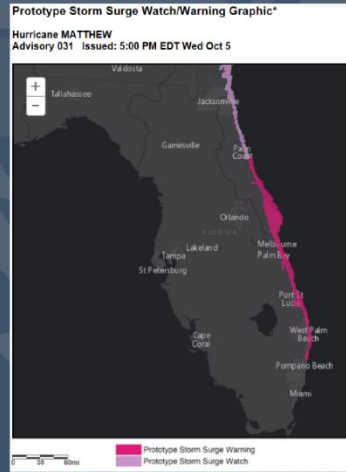 Prototype Storm Surge Watch/Warning Graphic*
Hurricane MATTHEW
Advisory 031 Issued: 5:00 PM EDT Wed Oct 5
+
−
Valdosta
Tallahassee
Jacksonville
Gainesville
Palm
Coast
Orlando
FLORIDA
Lakeland
Tampa
St Petersburg
Melbourne
Palm Bay
Port St
Lucie
Cape
Coral
West Palm
Beach
Pompano Beach
Miami
0 30 60mi
Prototype Storm Surge Warning
Prototype Storm Surge Watch